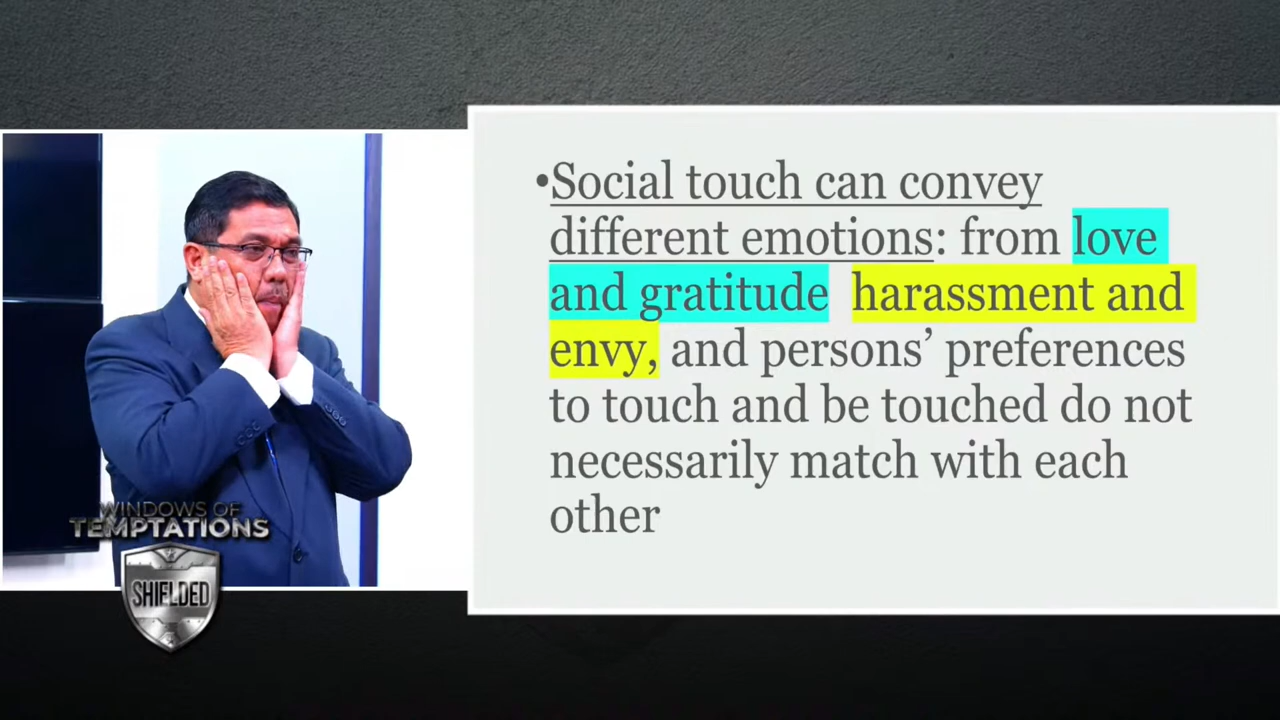 •Social touch can convey
different emotions: from love
and gratitude harassment and
envy, and persons’ preferences
to touch and be touched do not
necessarily match with each
other
WINDOWS OF
TEMPTATIONS
SHIELDED